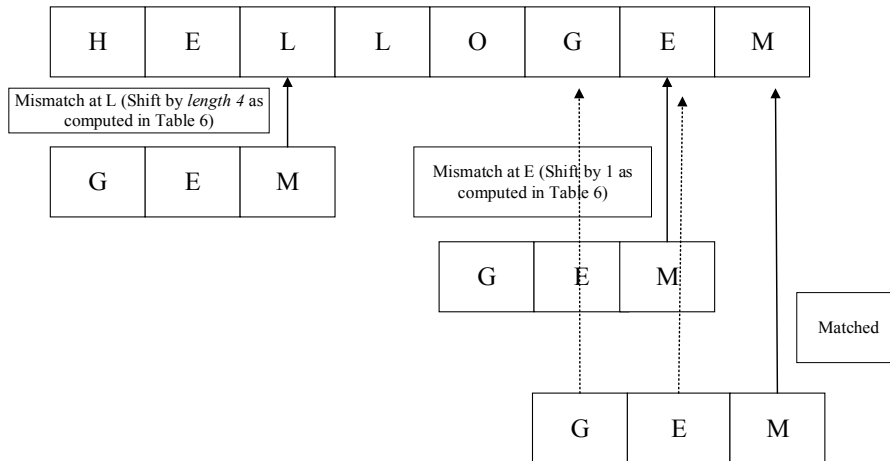 H E L L O G E M
Mismatch at L (Shift by length 4 as
computed in Table 6)
G E M
Mismatch at E (Shift by 1 as
computed in Table 6)
G E M
Matched
G E M